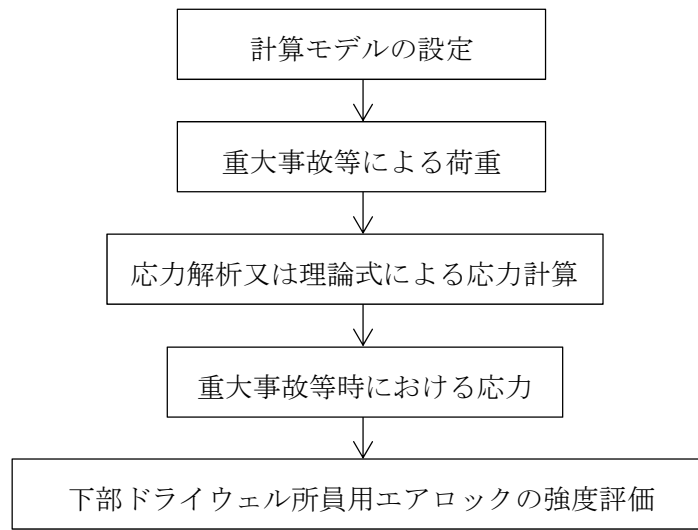 計算モデルの設定
重大事故等による荷重
応力解析又は理論式による応力計算
重大事故等時における応力
下部ドライウェル所員用エアロックの強度評価